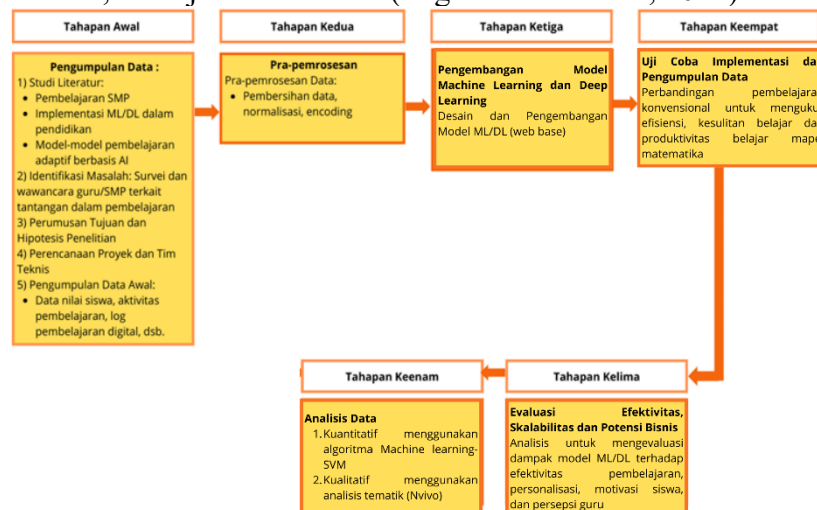 Tahapan Awal
Pengumpulan Data :
1) Studi Literatur:
• Pembelajaran SMP
• Implementasi ML/DL dalam
pendidikan
• Model-model pembelajaran
adaptif berbasis AI
2) Identifikasi Masalah: Survei dan
wawancara guru/SMP terkait
tantangan dalam pembelajaran
3) Perumusan Tujuan dan
Hipotesis Penelitian
4) Perencanaan Proyek dan Tim
Teknis
5) Pengumpulan Data Awal:
• Data nilai siswa, aktivitas
pembelajaran, log
pembelajaran digital, dsb.
Tahapan Kedua
Pra-pemrosesan
Pra-pemrosesan Data:
• Pembersihan data,
normalisasi, encoding
Tahapan Ketiga
Pengembangan Model
Machine Learning dan Deep
Learning
Desain dan Pengembangan
Model ML/DL (web base)
Tahapan Keempat
Uji Coba Implementasi da
Pengumpulan Data
Perbandingan pembelajara
konvensional untuk menguku
efisiensi, kesulitan belajar da
produktivitas belajar mape
matematika
Tahapan Kelima
Evaluasi Efektivitas,
Skalabilitas dan Potensi Bisnis
Analisis untuk mengevaluasi
dampak model ML/DL terhadap
efektivitas pembelajaran,
personalisasi, motivasi siswa,
dan persepsi guru
Tahapan Keenam
Analisis Data
1. Kuantitatif menggunakan
algoritma Machine learning-
SVM
2. Kualitatif menggunakan
analisis tematik (Nvivo)